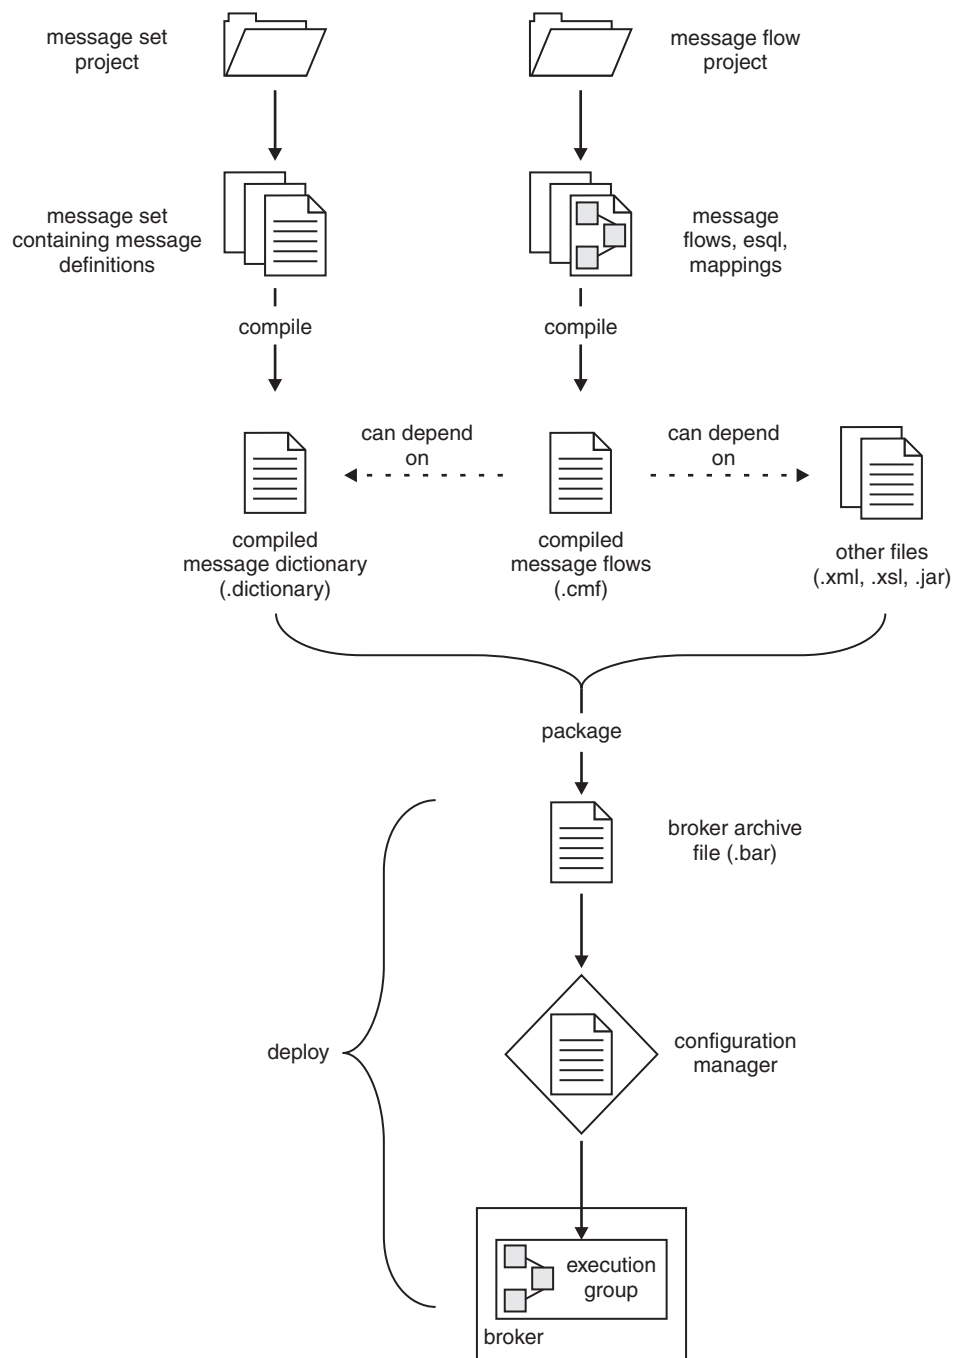 message set
project
message flow
project
message set
containing message
definitions
message
flows, esql,
mappings
compile
compile
can depend
on
can depend
on
compiled
message dictionary
(.dictionary)
compiled
message flows
(.cmf)
other files
(.xml, .xsl, .jar)
package
broker archive
file (.bar)
deploy
configuration
manager
execution
group
broker